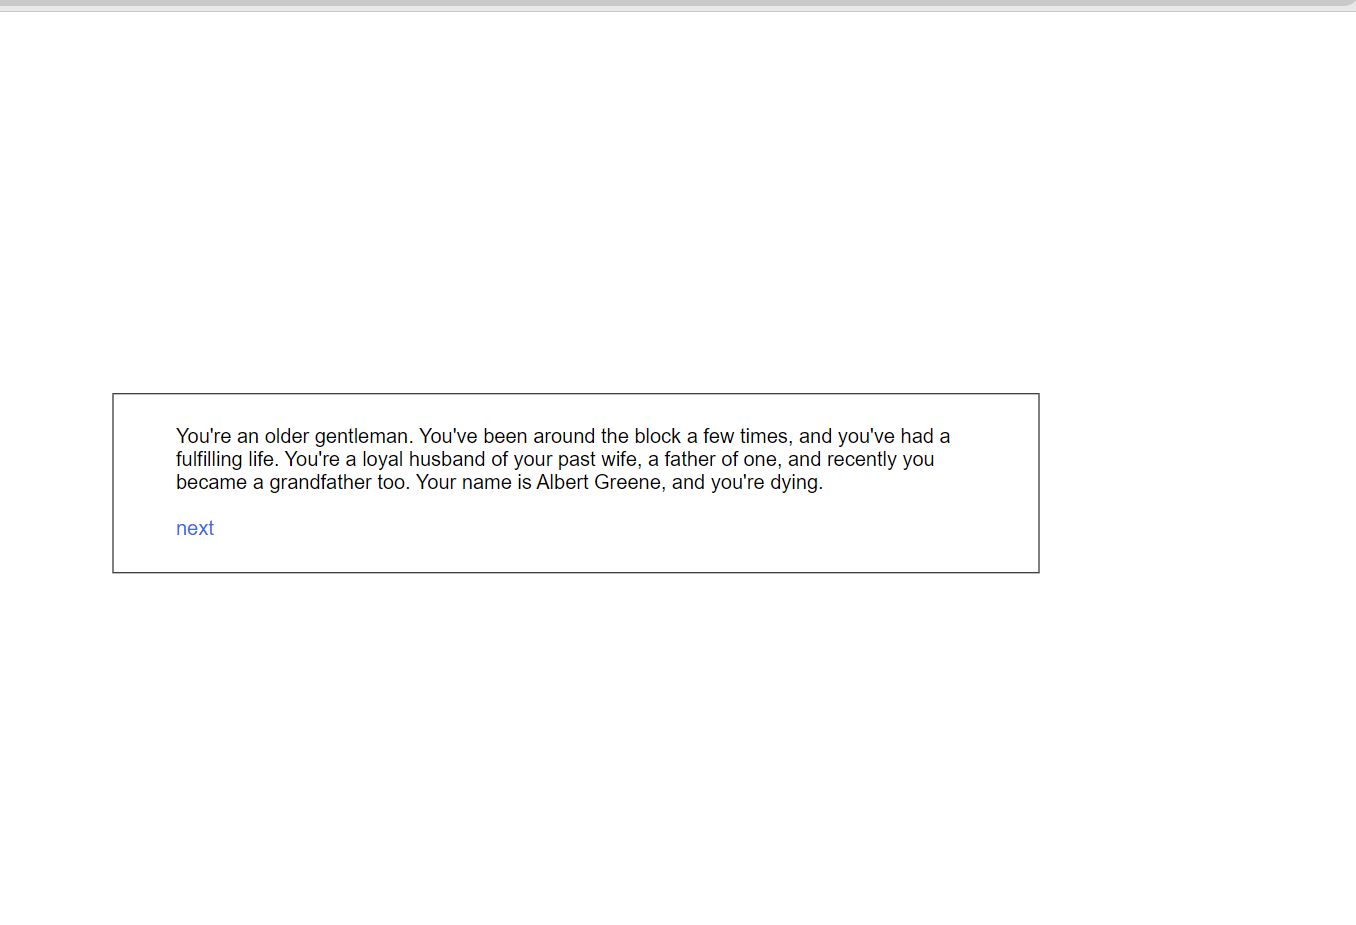 You're an older gentleman. You've been around the block a few times, and you've had a
fulfilling life. You're a loyal husband of your past wife, a father of one, and recently you
became a grandfather too. Your name is Albert Greene, and you're dying.
next